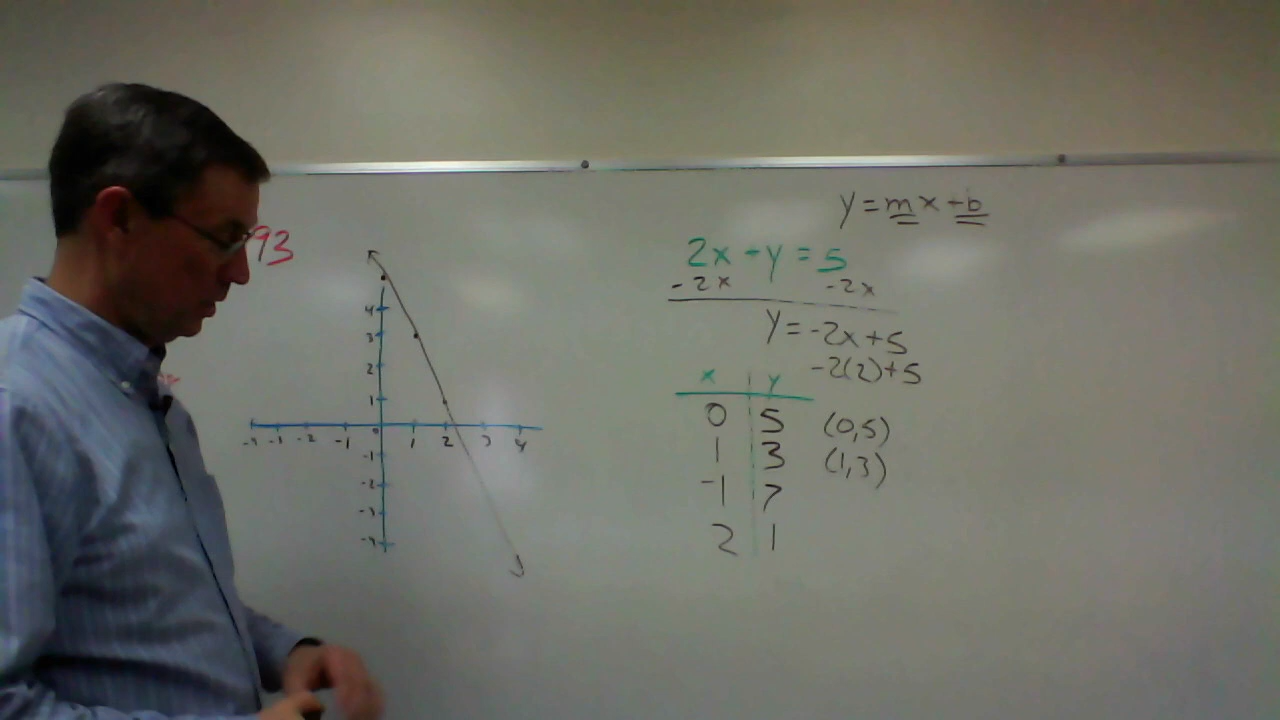 y=mx+b
93
2x-y=5
-2x -2x
y=-2x+5
-2(2)+5
x y
0 5 (0,5)
1 3 (1,3)
-1 7
2 1
4
3
2
1
-4 -3 -2 -1 0 1 2 3 4
-1
-2
-3
-4